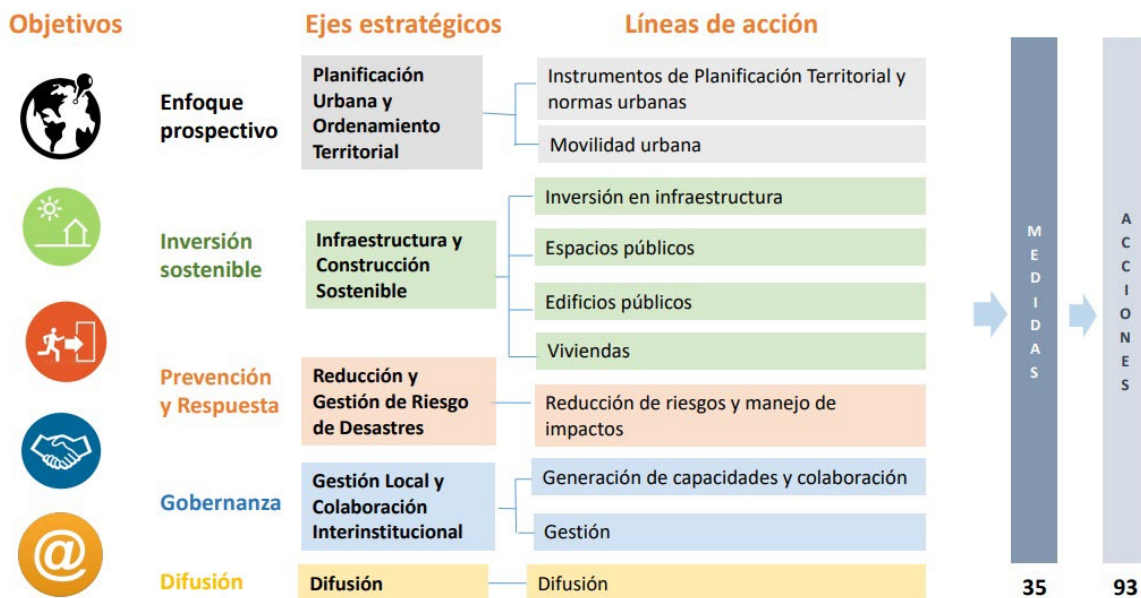 Objetivos
Ejes estratégicos
Líneas de acción
Enfoque
prospectivo
Planificación
Urbana y
Ordenamiento
Territorial
Instrumentos de Planificación Territorial y
normas urbanas
Movilidad urbana
Inversión
sostenible
Infraestructura y
Construcción
Sostenible
Inversión en infraestructura
Espacios públicos
Edificios públicos
Viviendas
Prevención
y Respuesta
Reducción y
Gestión de Riesgo
de Desastres
Reducción de riesgos y manejo de
impactos
Gobernanza
Gestión Local y
Colaboración
Interinstitucional
Generación de capacidades y colaboración
Gestión
@
Difusión
Difusión
Difusión
MEDIDAS
35
ACCIONES
93